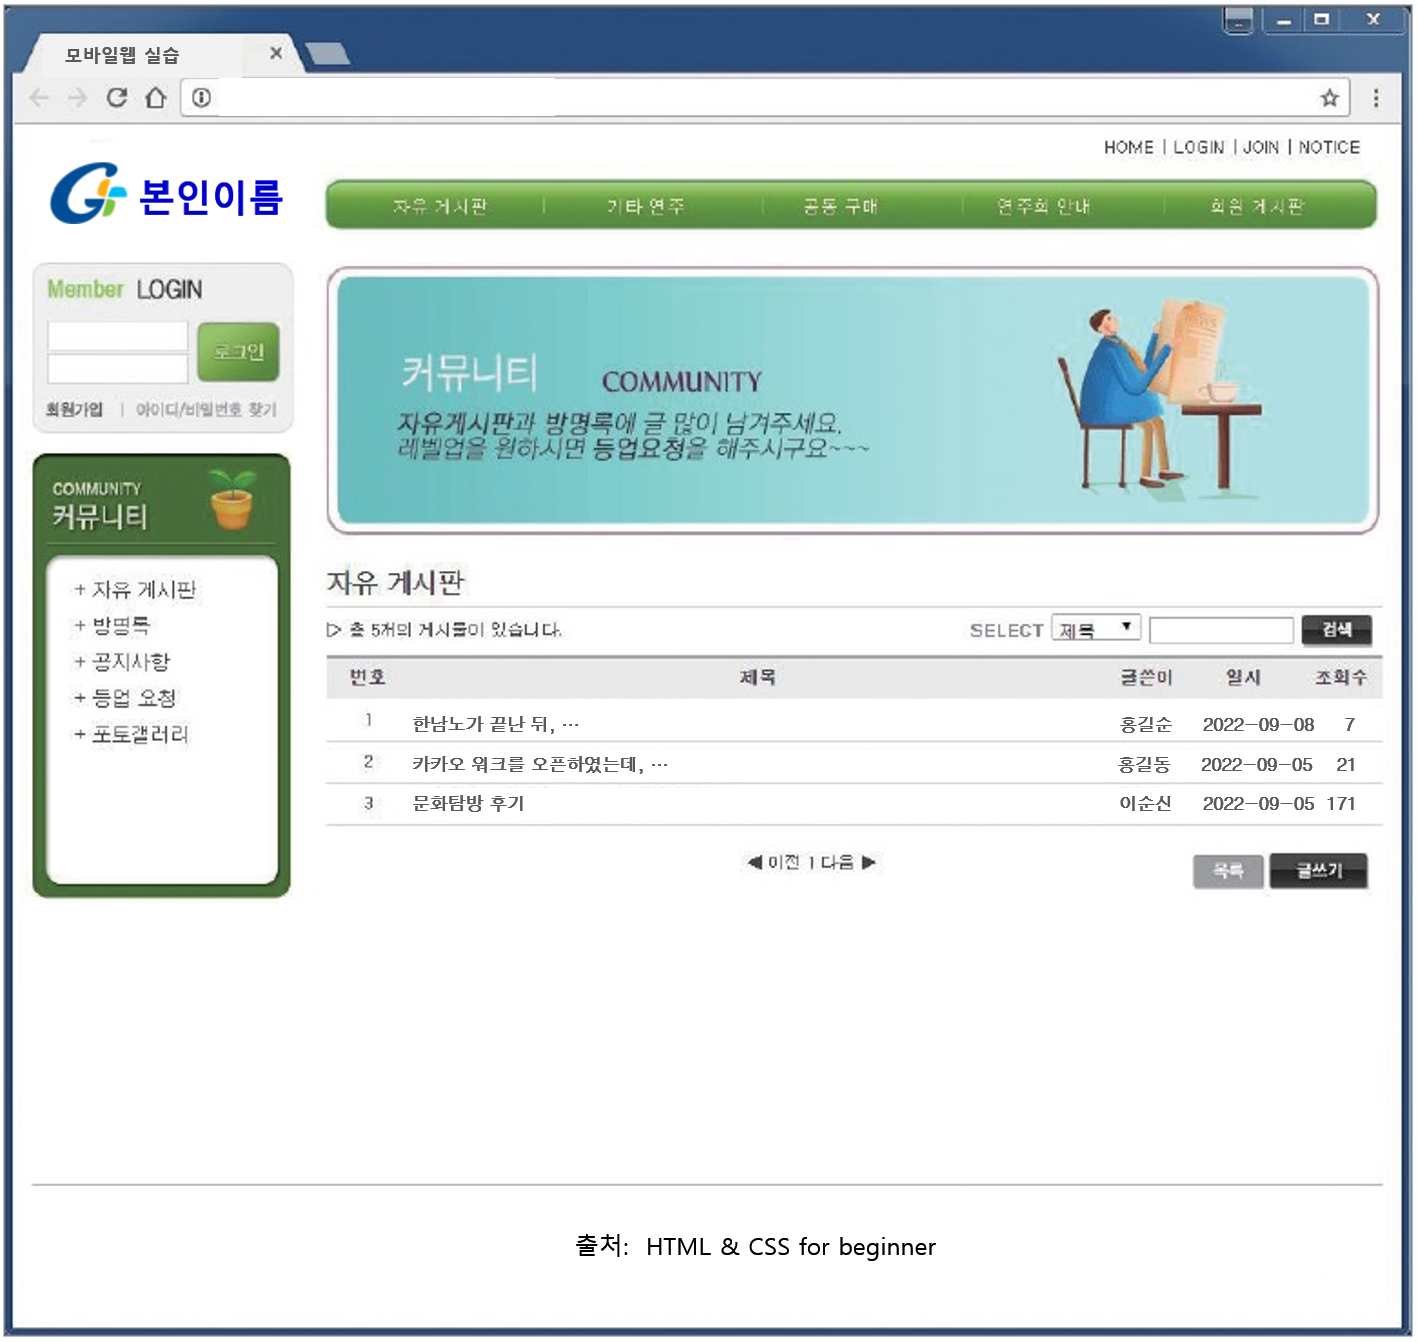 모바일웹 실습
HOME | LOGIN | JOIN | NOTICE
본인이름
자유 게시판 | 기타 연주 | 공동 구매 | 연주회 안내 | 회원 게시판
Member LOGIN
로그인
회원가입 | 아이디/비밀번호 찾기
COMMUNITY
커뮤니티
+ 자유 게시판
+ 방명록
+ 공지사항
+ 등업 요청
+ 포토갤러리
커뮤니티 COMMUNITY
자유게시판과 방명록에 글 많이 남겨주세요.
레벨업을 원하시면 등업요청을 해주시구요~~~
자유 게시판
▷ 총 5개의 게시물이 있습니다. SELECT 제목 ▼ 검색
번호 제목 글쓴이 일시 조회수
1 한남노가 끝난 뒤, … 홍길순 2022-09-08 7
2 카카오 워크를 오픈하였는데, … 홍길동 2022-09-05 21
3 문화탐방 후기 이순신 2022-09-05 171
◀ 이전 1 다음 ▶
목록 글쓰기
출처: HTML & CSS for beginner